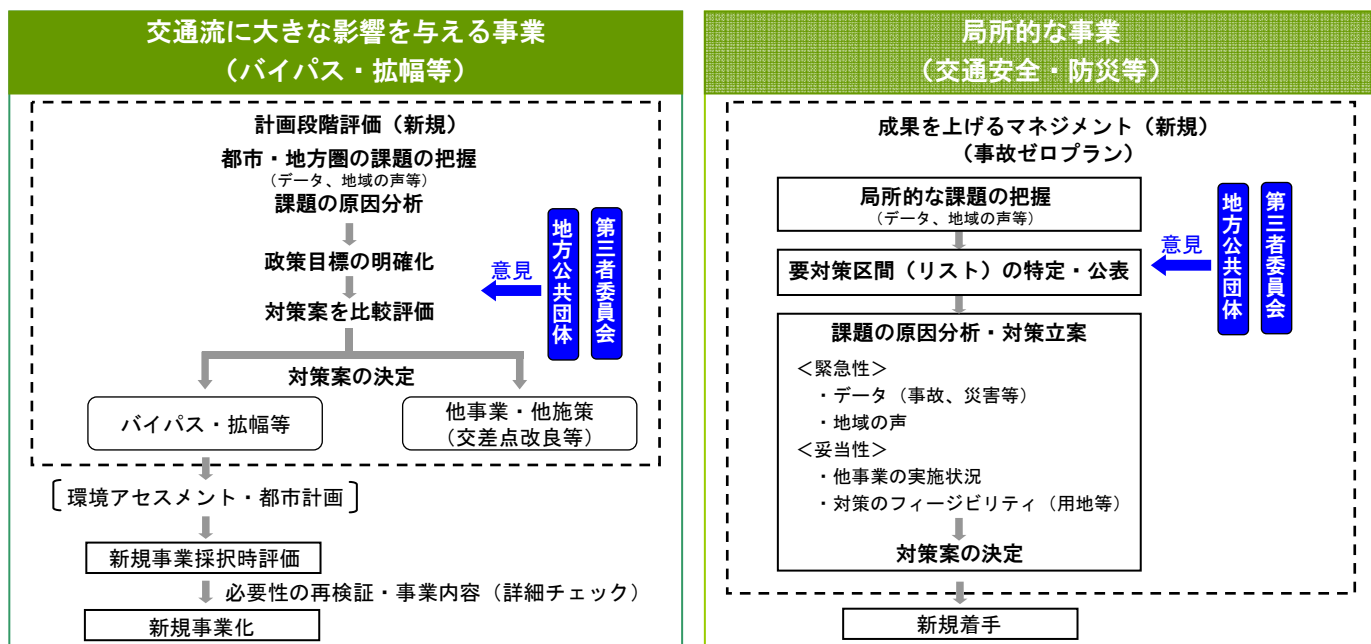 交通流に大きな影響を与える事業
（バイパス・拡幅等）
計画段階評価（新規）
都市・地方圏の課題の把握
（データ、地域の声等）
課題の原因分析
政策目標の明確化
対策案を比較評価
意見
地方公共団体
第三者委員会
対策案の決定
バイパス・拡幅等
他事業・他施策
（交差点改良等）
環境アセスメント・都市計画
新規事業採択時評価
必要性の再検証・事業内容（詳細チェック）
新規事業化
局所的な事業
（交通安全・防災等）
成果を上げるマネジメント（新規）
（事故ゼロプラン）
局所的な課題の把握
（データ、地域の声等）
要対策区間（リスト）の特定・公表
意見
地方公共団体
第三者委員会
課題の原因分析・対策立案
＜緊急性＞
・データ（事故、災害等）
・地域の声
＜妥当性＞
・他事業の実施状況
・対策のフィージビリティ（用地等）
対策案の決定
新規着手